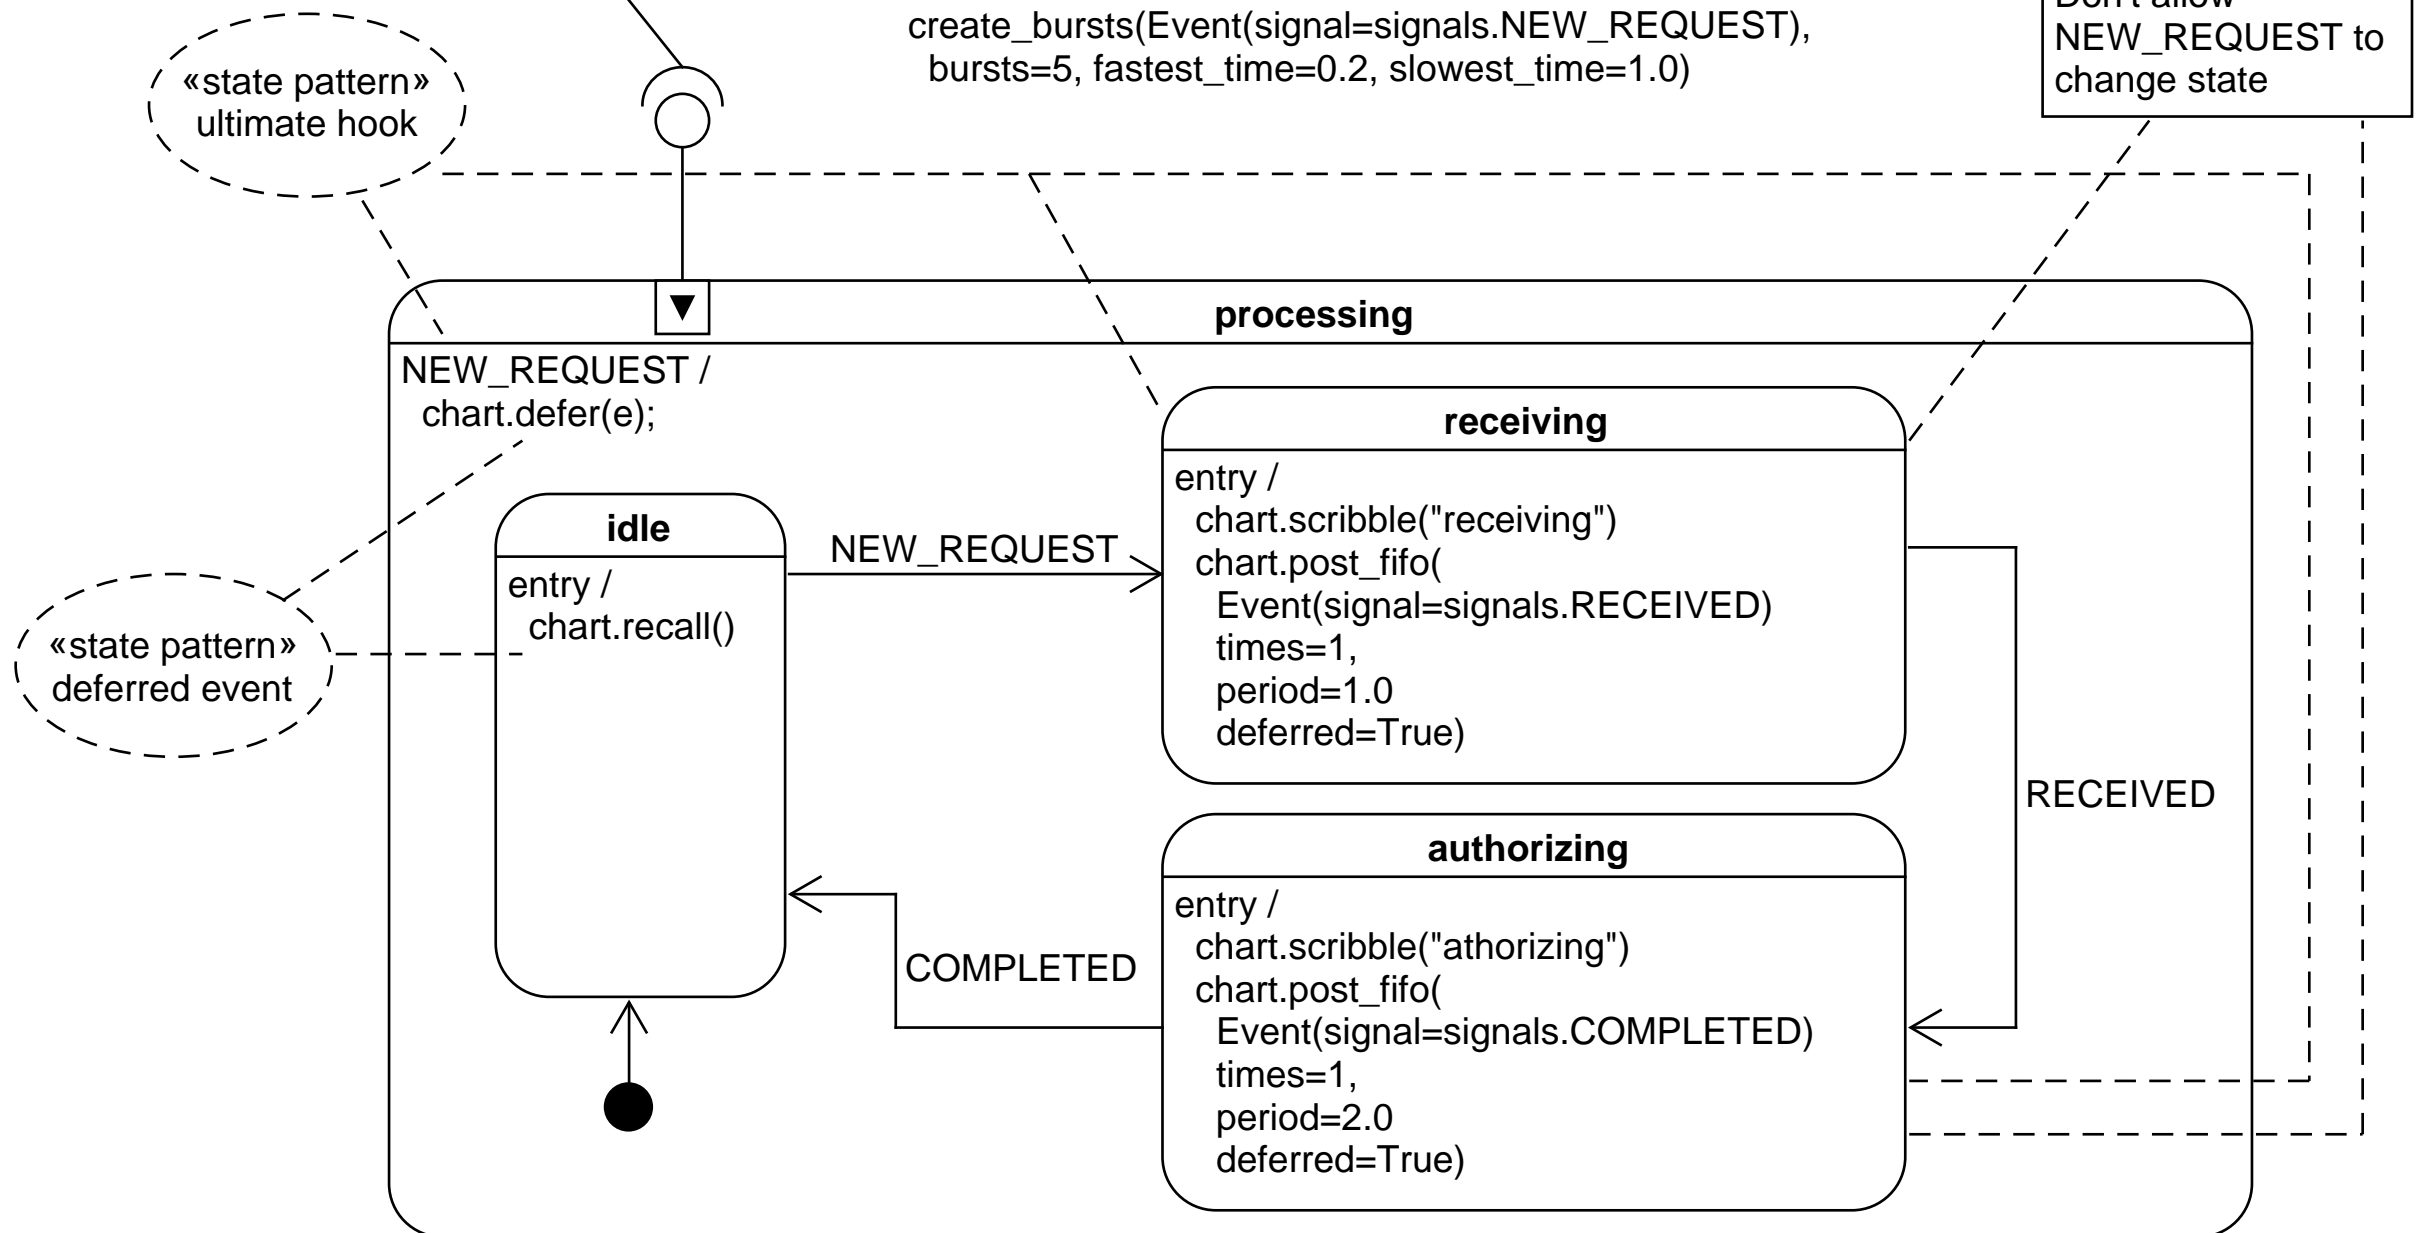 create_bursts(Event(signal=signals.NEW_REQUEST),
bursts=5, fastest_time=0.2, slowest_time=1.0)
Don't allow
NEW_REQUEST to
change state
«state pattern»
ultimate hook
processing
NEW_REQUEST /
chart.defer(e);
receiving
entry /
chart.scribble("receiving")
chart.post_fifo(
Event(signal=signals.RECEIVED)
times=1,
period=1.0
deferred=True)
idle
entry /
chart.recall()
NEW_REQUEST
«state pattern»
deferred event
RECEIVED
authorizing
entry /
chart.scribble("athorizing")
chart.post_fifo(
Event(signal=signals.COMPLETED)
times=1,
period=2.0
deferred=True)
COMPLETED